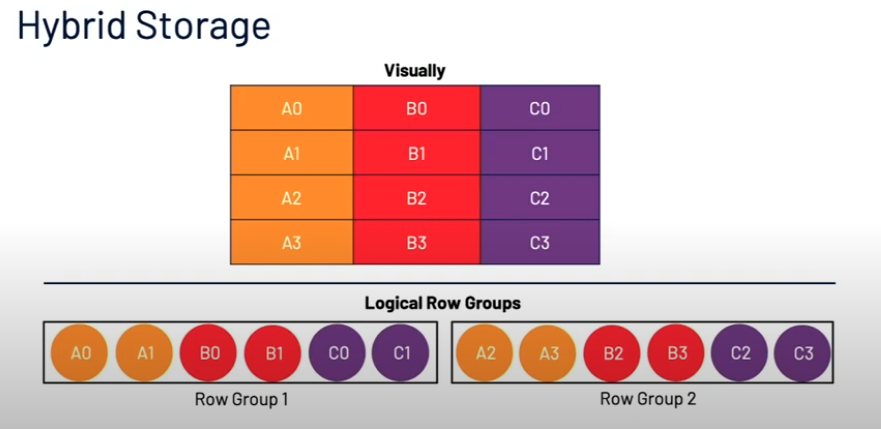 Hybrid Storage
Visually
A0 B0 C0
A1 B1 C1
A2 B2 C2
A3 B3 C3
Logical Row Groups
A0 A1 B0 B1 C0 C1 A2 A3 B2 B3 C2 C3
Row Group 1 Row Group 2